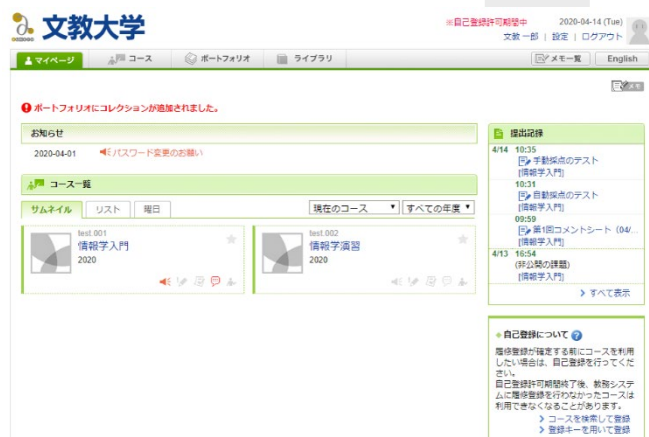 文教大学
※自己登録許可期間中 2020-04-14 (Tue)
文教 一郎 | 設定 | ログアウト
マイページ コース ポートフォリオ ライブラリ メモ一覧 English
メモ
ポートフォリオにコレクションが追加されました。
お知らせ
2020-04-01 パスワード変更のお願い
コース一覧
サムネイル リスト 曜日 現在のコース ▼ すべての年度 ▼
test.001
情報学入門
2020
test.002
情報学演習
2020
提出記録
4/14 10:35
手動採点のテスト
[情報学入門]
10:31
自動採点のテスト
[情報学入門]
09:59
第1回コメントシート (04/...
[情報学入門]
4/13 16:54
(非公開の課題)
[情報学入門]
すべて表示
自己登録について
履修登録が確定する前にコースを利用
したい場合は、自己登録を行ってくだ
さい。
自己登録許可期間終了後、教務システ
ムに履修登録を行わなかったコースは
利用できなくなることがあります。
コースを検索して登録
登録キーを用いて登録